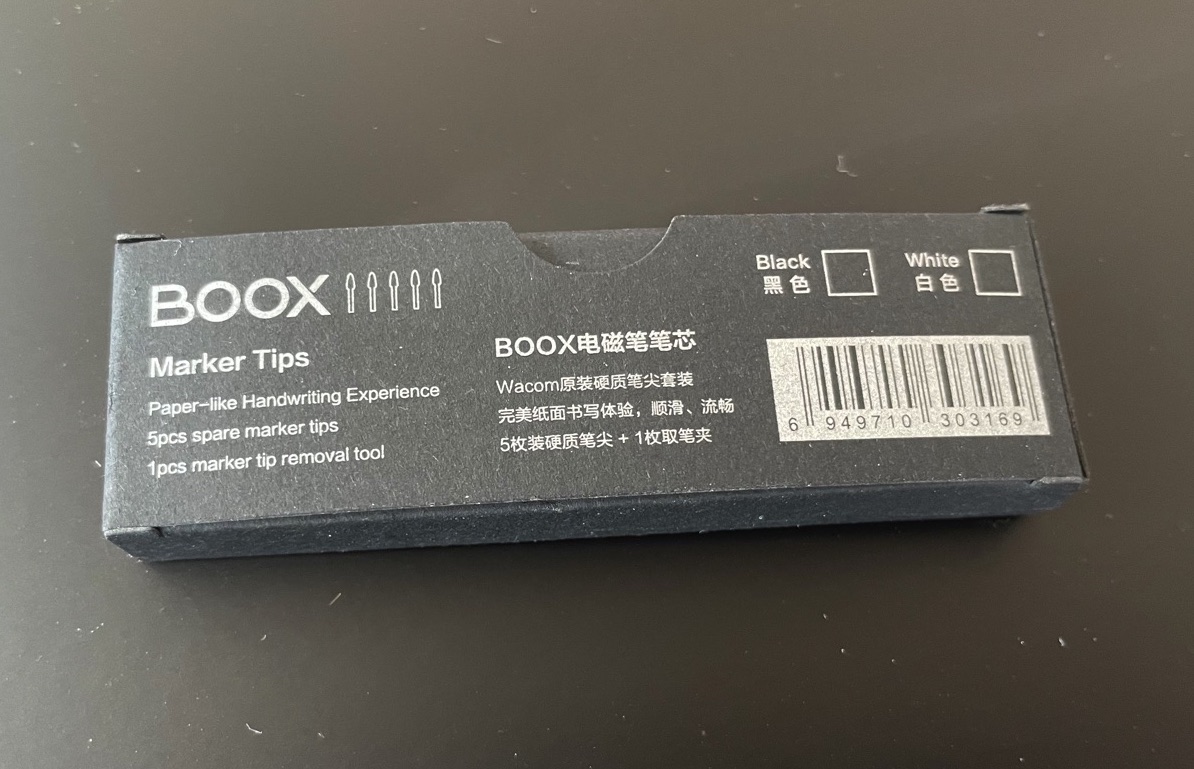 BOOX
Marker Tips
Paper-like Handwriting Experience
5pcs spare marker tips
1pcs marker tip removal tool
BOOX电磁笔笔芯
Wacom原装硬质笔尖套装
完美纸面书写体验，顺滑、流畅
5枚装硬质笔尖 + 1枚取笔夹
Black
黑色
White
白色
6 949710 303169